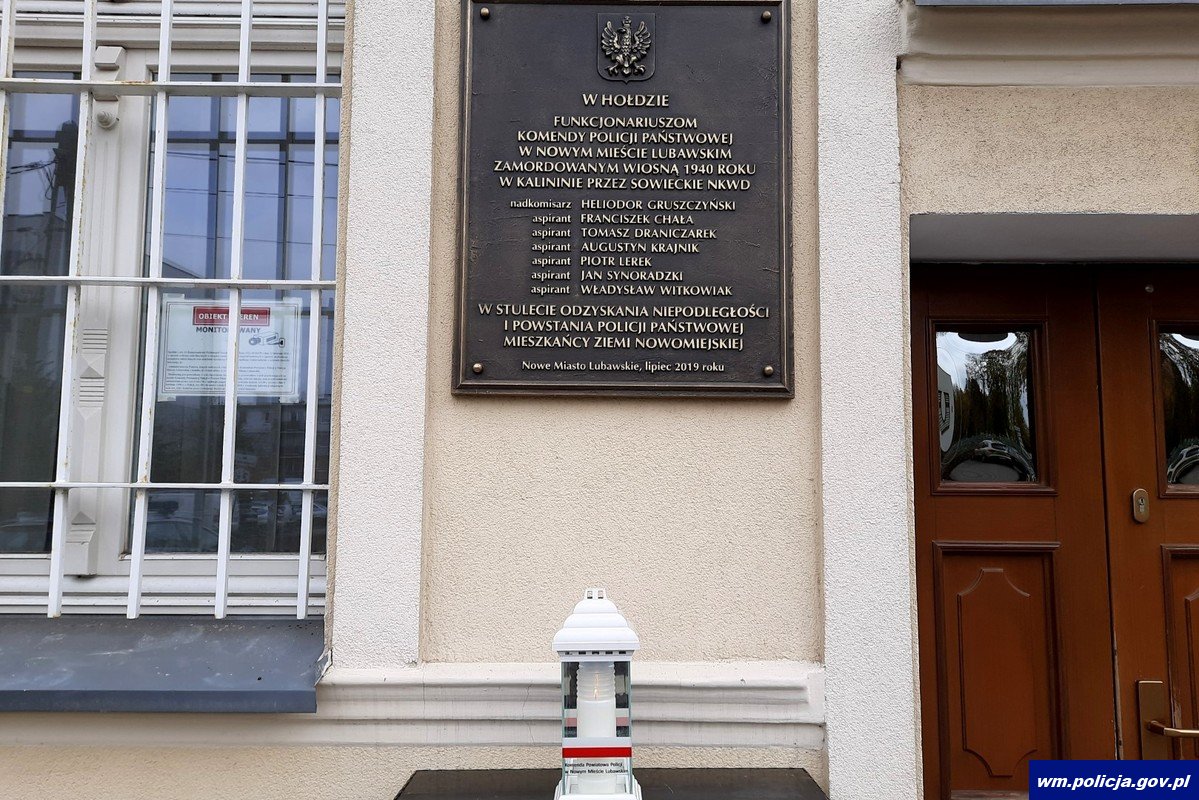 W HOŁDZIE
FUNKCJONARIUSZOM
KOMENDY POLICJI PAŃSTWOWEJ
W NOWYM MIEŚCIE LUBAWSKIM
ZAMORDOWANYM WIOSNĄ 1940 ROKU
W KALININIE PRZEZ SOWIECKIE NKWD
nadkomisarz HELIODOR GRUSZCZYŃSKI
aspirant FRANCISZEK CHAŁA
aspirant TOMASZ DRANICZAREK
aspirant AUGUSTYN KRAJNIK
aspirant PIOTR LEREK
aspirant JAN SYNORADZKI
aspirant WŁADYSŁAW WITKOWIAK
W STULECIE ODZYSKANIA NIEPODLEGŁOŚCI
I POWSTANIA POLICJI PAŃSTWOWEJ
MIESZKAŃCY ZIEMI NOWOMIEJSKIEJ
Nowe Miasto Lubawskie, lipiec 2019 roku
OBIEKT TEREN
MONITOROWANY
Komenda Powiatowa Policji
w Nowym Mieście Lubawskim
wm.policja.gov.pl